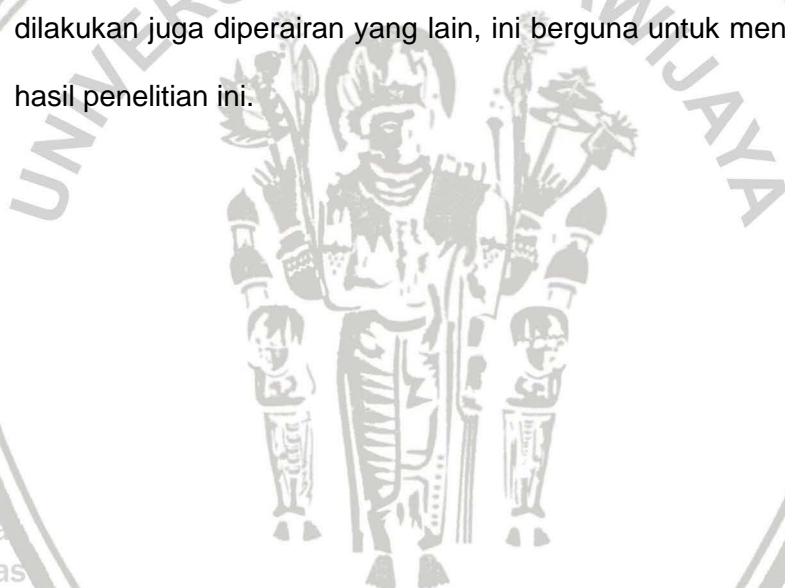 dilakukan juga diperairan yang lain, ini berguna untuk men
hasil penelitian ini.